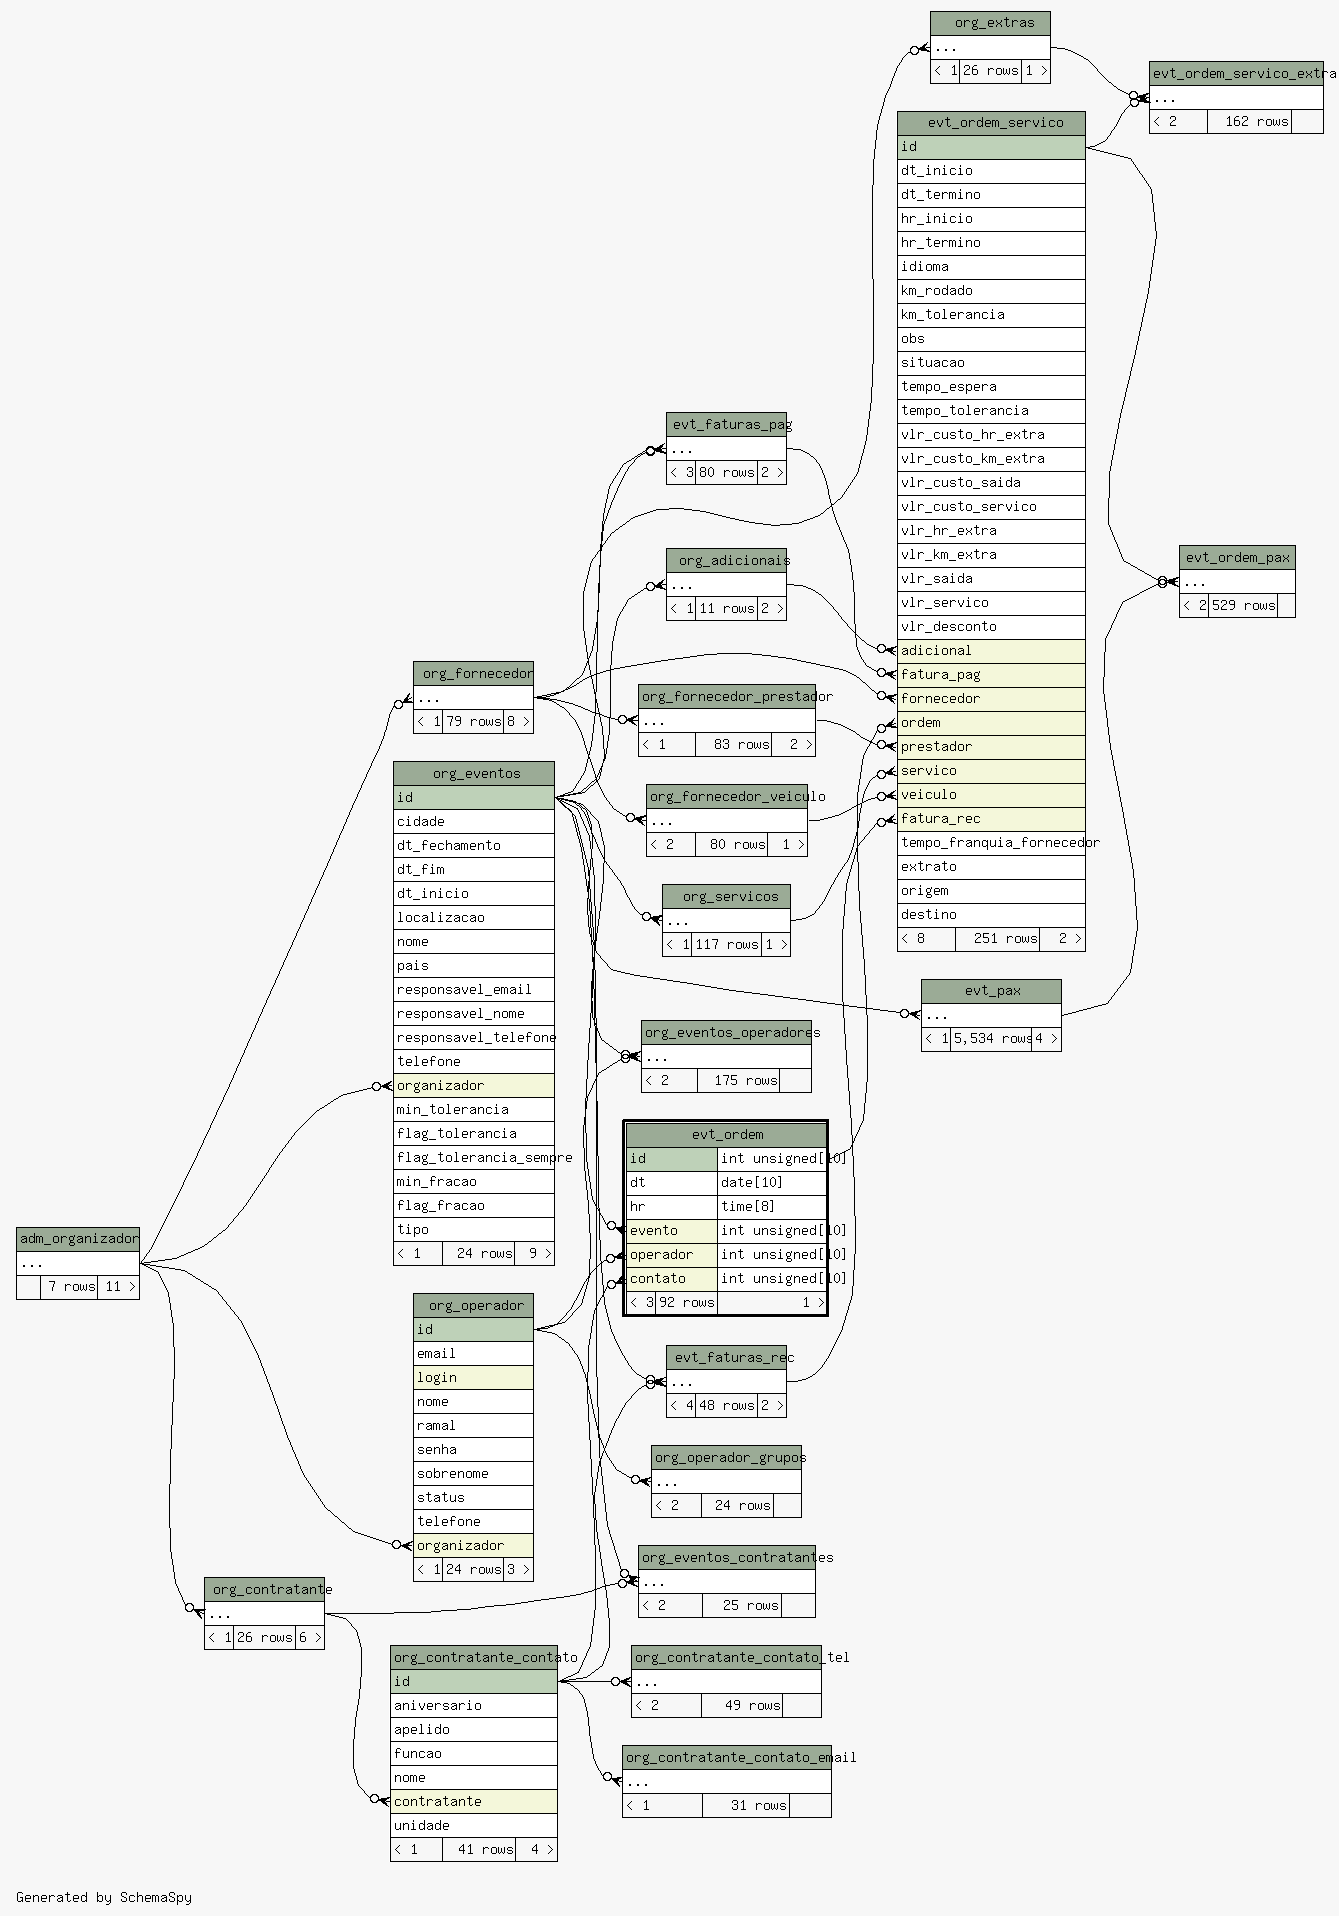 org_extras
...
< 1 26 rows 1 >
evt_ordem_servico_extra
...
< 2 162 rows
evt_ordem_servico
id
dt_inicio
dt_termino
hr_inicio
hr_termino
idioma
km_rodado
km_tolerancia
obs
situacao
tempo_espera
tempo_tolerancia
vlr_custo_hr_extra
vlr_custo_km_extra
vlr_custo_saida
vlr_custo_servico
vlr_hr_extra
vlr_km_extra
vlr_saida
vlr_servico
vlr_desconto
adicional
fatura_pag
fornecedor
ordem
prestador
servico
veiculo
fatura_rec
tempo_franquia_fornecedor
extrato
origem
destino
< 8 251 rows 2 >
evt_faturas_pag
...
< 3 80 rows 2 >
org_adicionais
...
< 1 11 rows 2 >
evt_ordem_pax
...
< 2 529 rows
org_fornecedor
...
< 1 79 rows 8 >
org_fornecedor_prestador
...
< 1 83 rows 2 >
org_eventos
id
cidade
dt_fechamento
dt_fim
dt_inicio
localizacao
nome
pais
responsavel_email
responsavel_nome
responsavel_telefone
telefone
organizador
min_tolerancia
flag_tolerancia
flag_tolerancia_sempre
min_fracao
flag_fracao
tipo
< 1 24 rows 9 >
org_fornecedor_veiculo
...
< 2 80 rows 1 >
org_servicos
...
< 1 117 rows 1 >
evt_pax
...
< 1 5,534 rows 4 >
org_eventos_operadores
...
< 2 175 rows
evt_ordem
id int unsigned[10]
dt date[10]
hr time[8]
evento int unsigned[10]
operador int unsigned[10]
contato int unsigned[10]
< 3 92 rows 1 >
adm_organizador
...
7 rows 11 >
org_operador
id
email
login
nome
ramal
senha
sobrenome
status
telefone
organizador
< 1 24 rows 3 >
evt_faturas_rec
...
< 4 48 rows 2 >
org_operador_grupos
...
< 2 24 rows
org_eventos_contratantes
...
< 2 25 rows
org_contratante
...
< 1 26 rows 6 >
org_contratante_contato
id
aniversario
apelido
funcao
nome
contratante
unidade
< 1 41 rows 4 >
org_contratante_contato_tel
...
< 2 49 rows
org_contratante_contato_email
...
< 1 31 rows
Generated by SchemaSpy